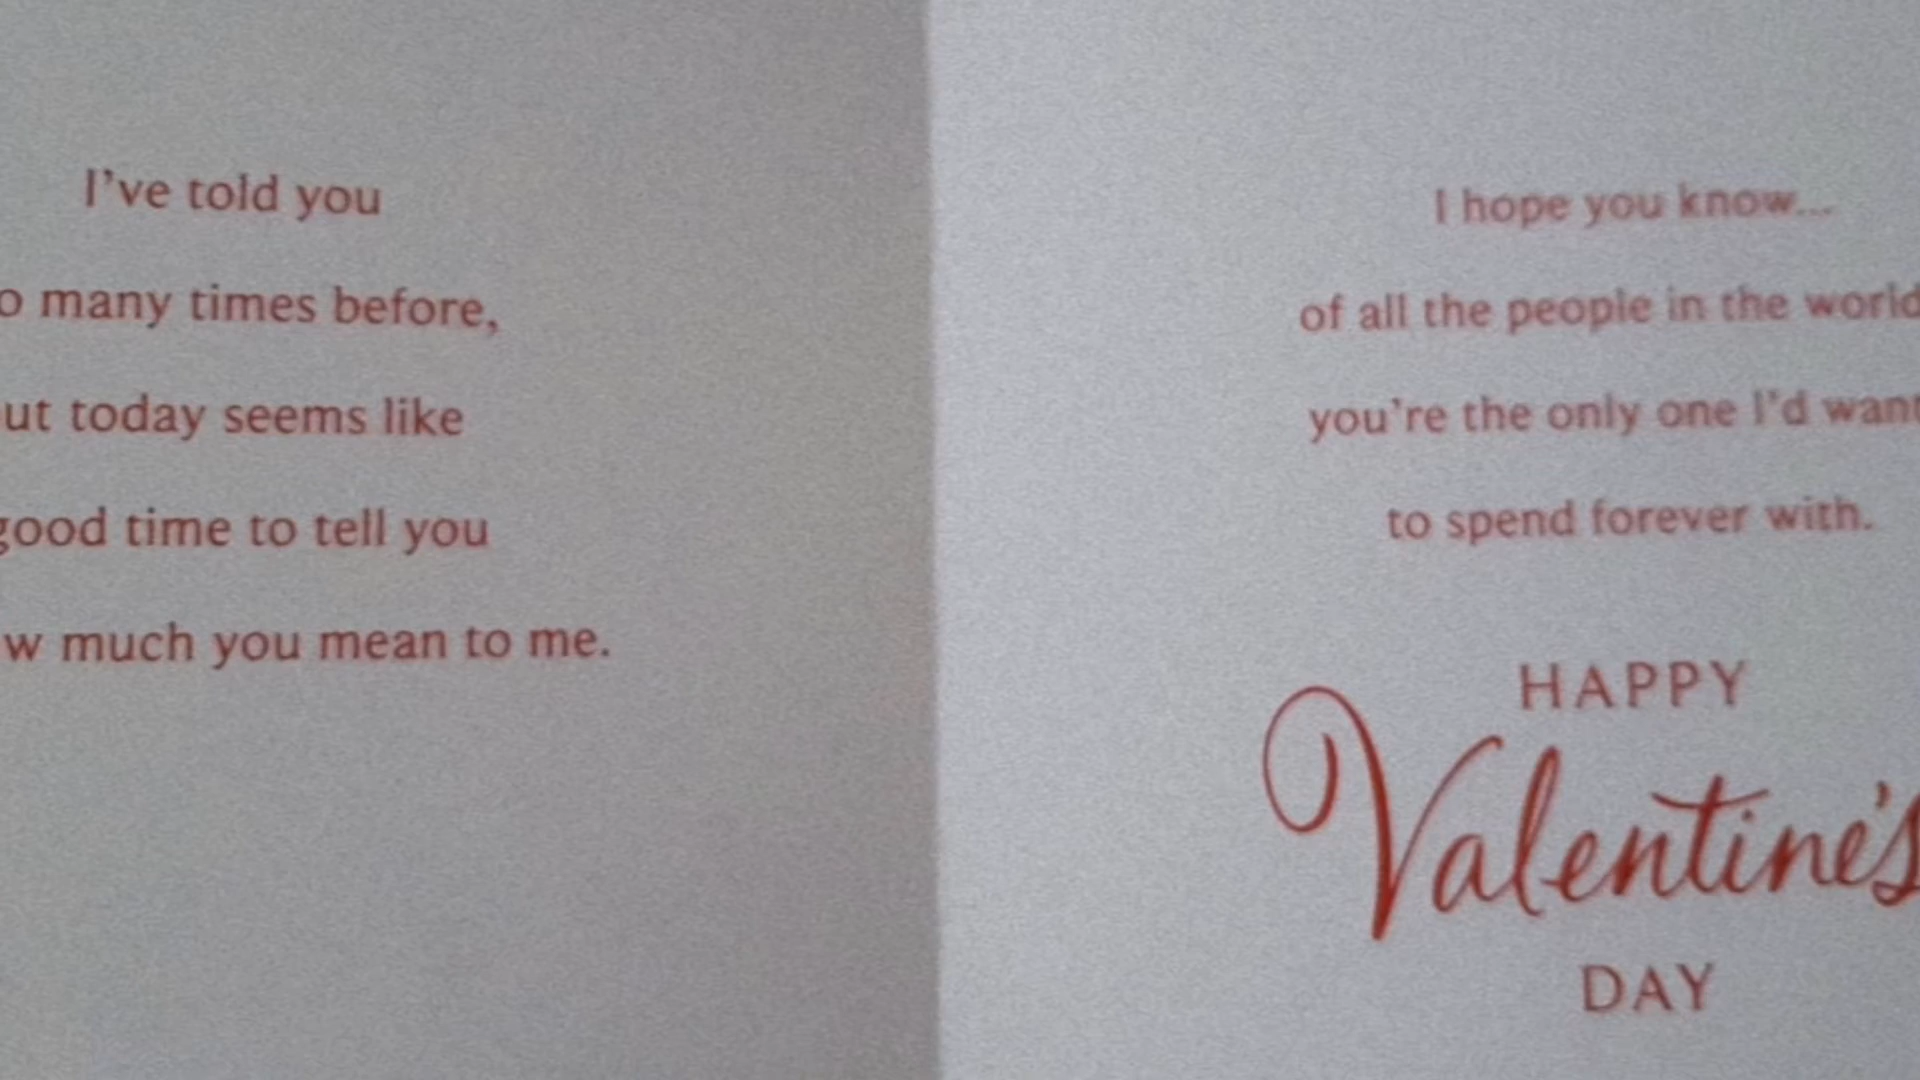 I've told you
many times before,
today seems like
good time to tell you
much you mean to me.
I hope you know...
of all the people in the world
you're the only one I'd want
to spend forever with.
HAPPY
Valentine's
DAY